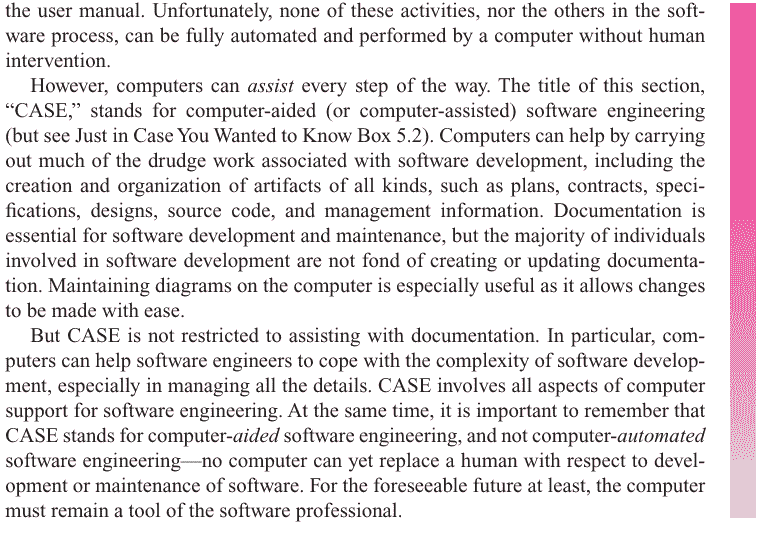 the user manual. Unfortunately, none of these activities, nor the others in the soft-
ware process, can be fully automated and performed by a computer without human
intervention.
However, computers can assist every step of the way. The title of this section,
“CASE,” stands for computer-aided (or computer-assisted) software engineering
(but see Just in Case You Wanted to Know Box 5.2). Computers can help by carrying
out much of the drudge work associated with software development, including the
creation and organization of artifacts of all kinds, such as plans, contracts, speci-
fications, designs, source code, and management information. Documentation is
essential for software development and maintenance, but the majority of individuals
involved in software development are not fond of creating or updating documenta-
tion. Maintaining diagrams on the computer is especially useful as it allows changes
to be made with ease.
But CASE is not restricted to assisting with documentation. In particular, com-
puters can help software engineers to cope with the complexity of software develop-
ment, especially in managing all the details. CASE involves all aspects of computer
support for software engineering. At the same time, it is important to remember that
CASE stands for computer-aided software engineering, and not computer-automated
software engineering—no computer can yet replace a human with respect to devel-
opment or maintenance of software. For the foreseeable future at least, the computer
must remain a tool of the software professional.